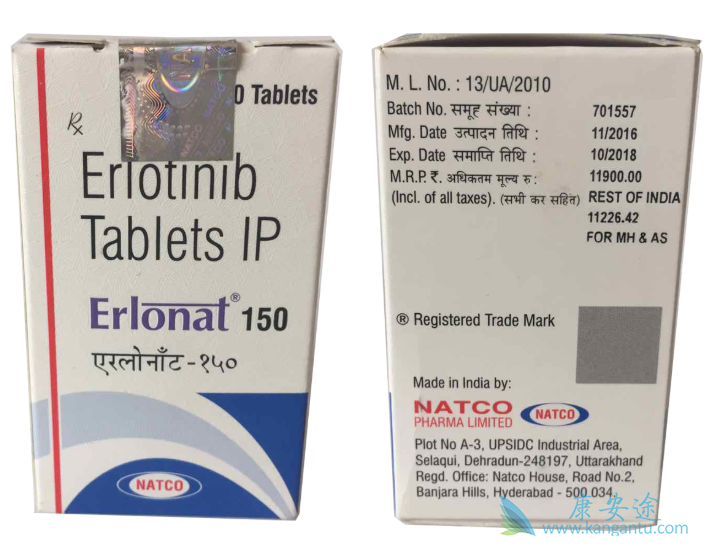 0 Tablets
NATCO
Rx
Erlotinib
Tablets IP
Erlonat® 150
एरलोनाँट -१५०
NATCO
M. L. No. : 13/UA/2010
Batch No. समूह संख्या : 701557
Mfg. Date उत्पादन तिथि : 11/2016
Exp. Date समाप्ति तिथि : 10/2018
M.R.P. ₹. अधिकतम मूल्य रु : 11900.00
(Incl. of all taxes). (सभी कर सहित) REST OF INDIA
11226.42
FOR MH & AS
® Registered Trade Mark
Made in India by:
NATCO
PHARMA LIMITED
NATCO
Plot No A-3, UPSIDC Industrial Area,
Selaqui, Dehradun-248197, Uttarakhand
Regd. Office: Natco House, Road No.2,
Banjara Hills, Hyderabad - 500 034.
康安途
www.kangantu.com